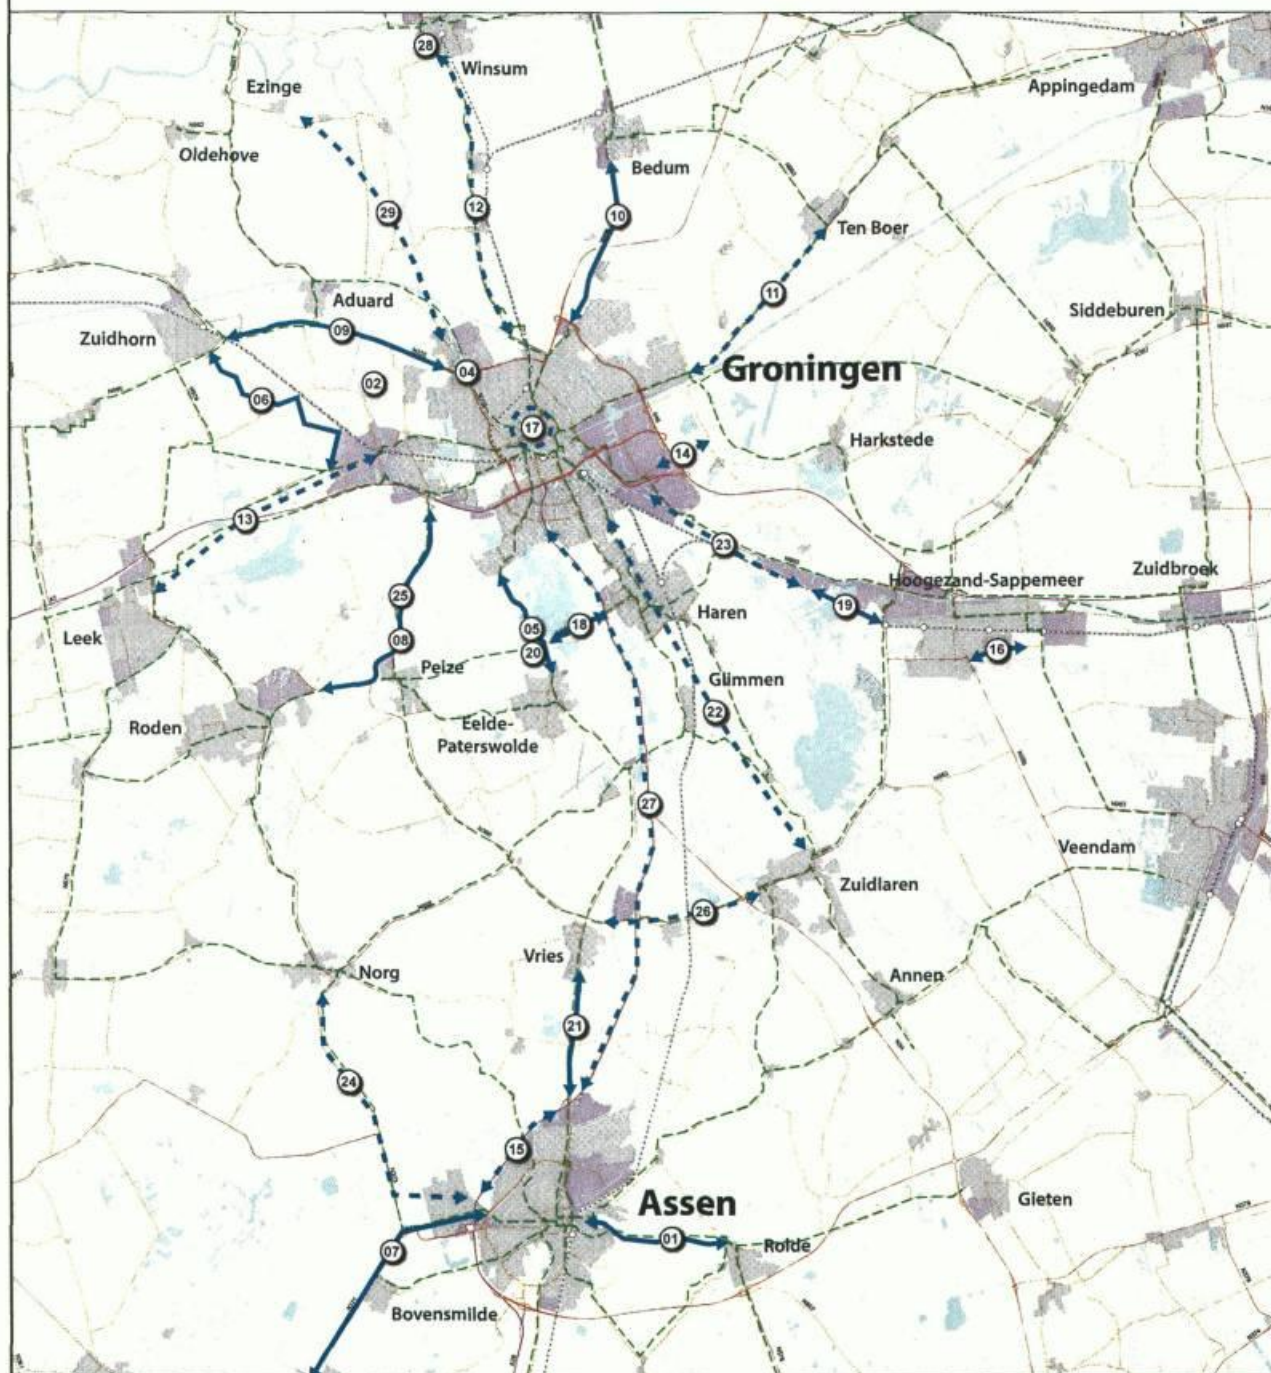 28
Winsum
Ezinge
Appingedam
Oldehove
Bedum
29
12
10
Ten Boer
11
Aduard
Siddeburen
Zuidhorn
09
04
Groningen
02
06
17
Harkstede
14
13
23
Hoogezand-Sappemeer
Zuidbroek
25
19
Haren
05
18
Leek
08
20
16
Peize
Glimmen
22
Roden
Eelde-
Paterswolde
27
Veendam
Zuidlaren
26
Vries
Norg
Annen
21
24
15
Assen
Gieten
01
Rolde
07
Bovensmilde